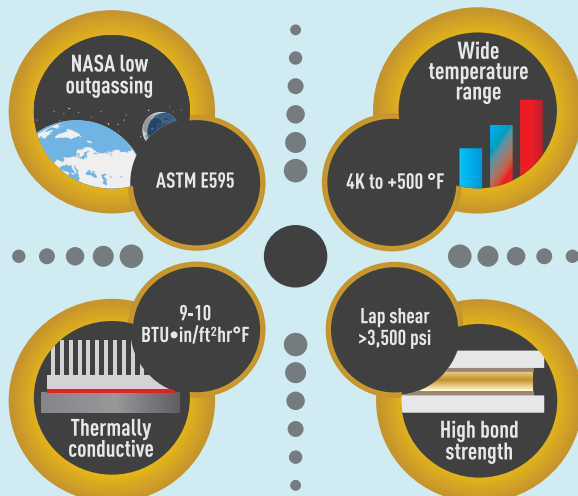 NASA low
outgassing
ASTM E595
Wide
temperature
range
4K to +500 °F
9-10
BTU•in/ft²hr°F
Thermally
conductive
Lap shear
>3,500 psi
High bond
strength